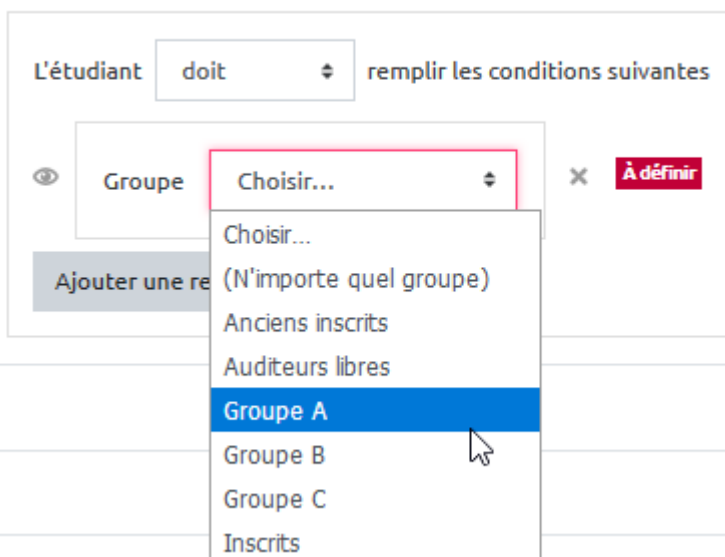 L'étudiant doit remplir les conditions suivantes
Groupe Choisir... À définir
Choisir...
Ajouter une re
(N'importe quel groupe)
Anciens inscrits
Auditeurs libres
Groupe A
Groupe B
Groupe C
Inscrits